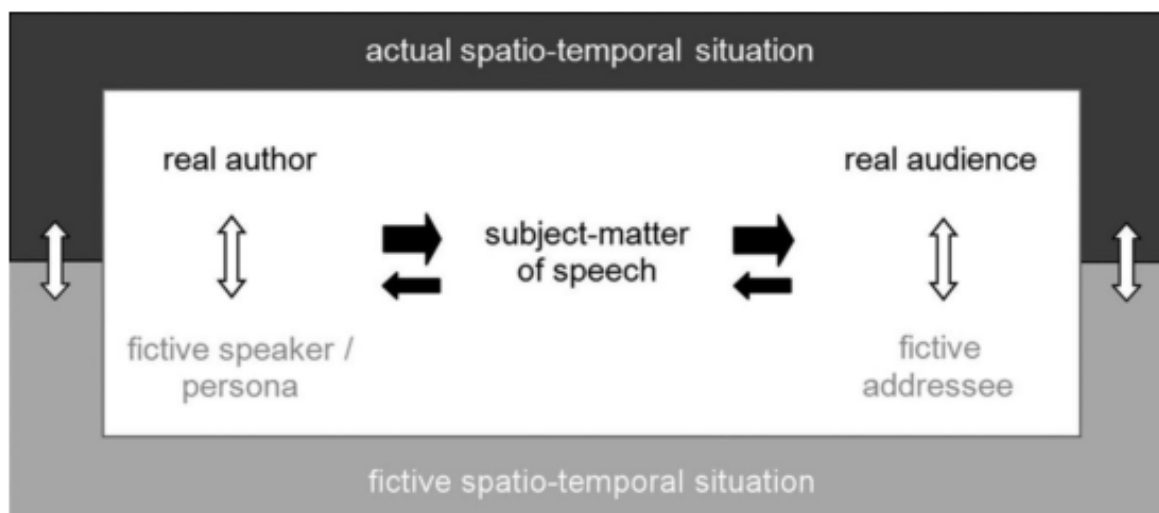 actual spatio-temporal situation
real author
real audience
subject-matter
of speech
fictive speaker /
persona
fictive
addressee
fictive spatio-temporal situation